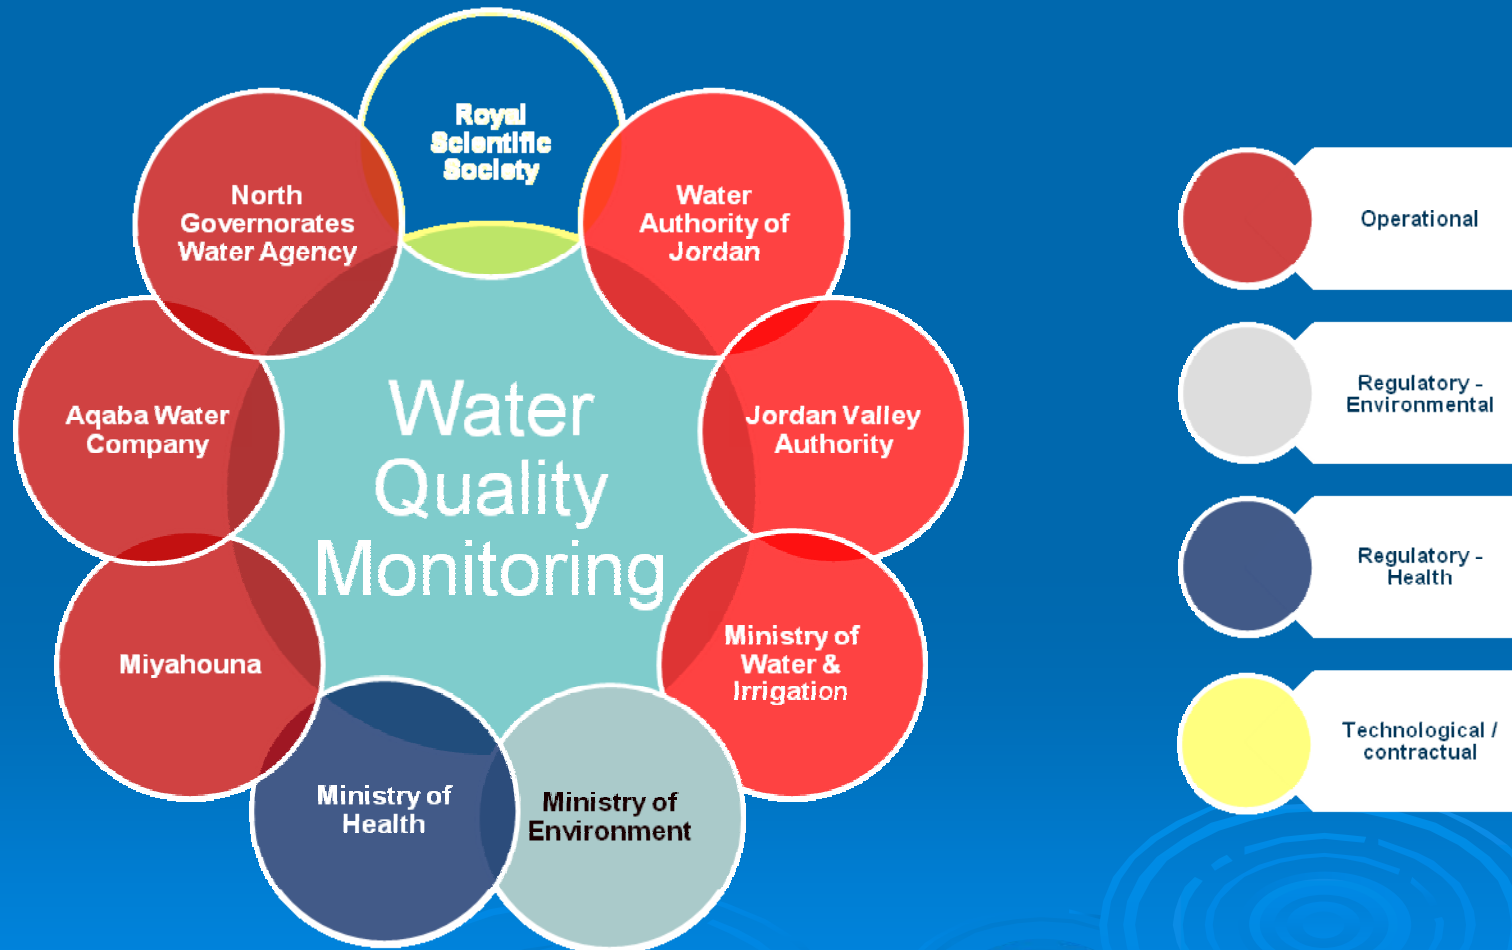 Royal
Scientific
Society
North
Governorates
Water Agency
Water
Authority of
Jordan
Aqaba Water
Company
Water
Quality
Monitoring
Jordan Valley
Authority
Miyahouna
Ministry of
Water &
Irrigation
Ministry of
Health
Ministry of
Environment
Operational
Regulatory -
Environmental
Regulatory -
Health
Technological /
contractual